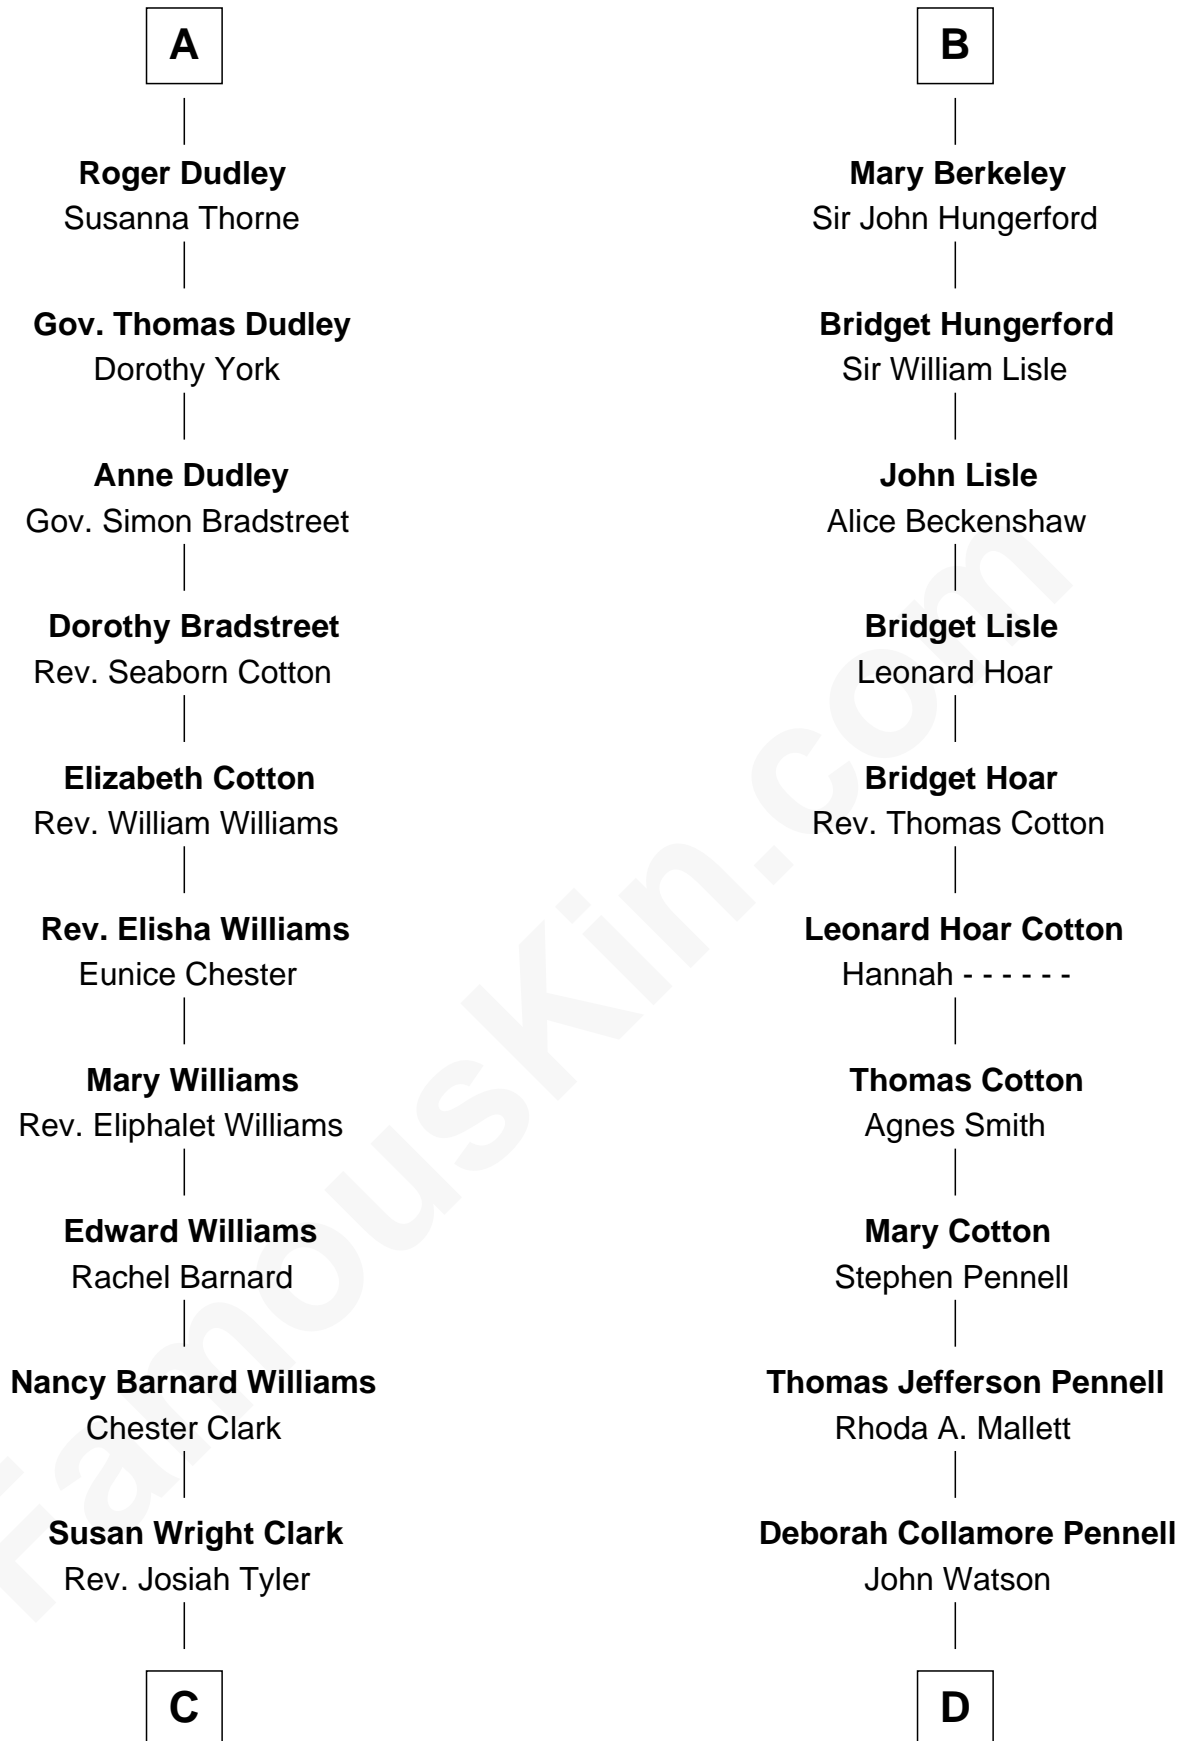 A
Roger Dudley
Susanna Thorne
Gov. Thomas Dudley
Dorothy York
Anne Dudley
Gov. Simon Bradstreet
Dorothy Bradstreet
Rev. Seaborn Cotton
Elizabeth Cotton
Rev. William Williams
Rev. Elisha Williams
Eunice Chester
Mary Williams
Rev. Eliphalet Williams
Edward Williams
Rachel Barnard
Nancy Barnard Williams
Chester Clark
Susan Wright Clark
Rev. Josiah Tyler
C
B
Mary Berkeley
Sir John Hungerford
Bridget Hungerford
Sir William Lisle
John Lisle
Alice Beckenshaw
Bridget Lisle
Leonard Hoar
Bridget Hoar
Rev. Thomas Cotton
Leonard Hoar Cotton
Hannah - - - - - -
Thomas Cotton
Agnes Smith
Mary Cotton
Stephen Pennell
Thomas Jefferson Pennell
Rhoda A. Mallett
Deborah Collamore Pennell
John Watson
D
FamousKin.com